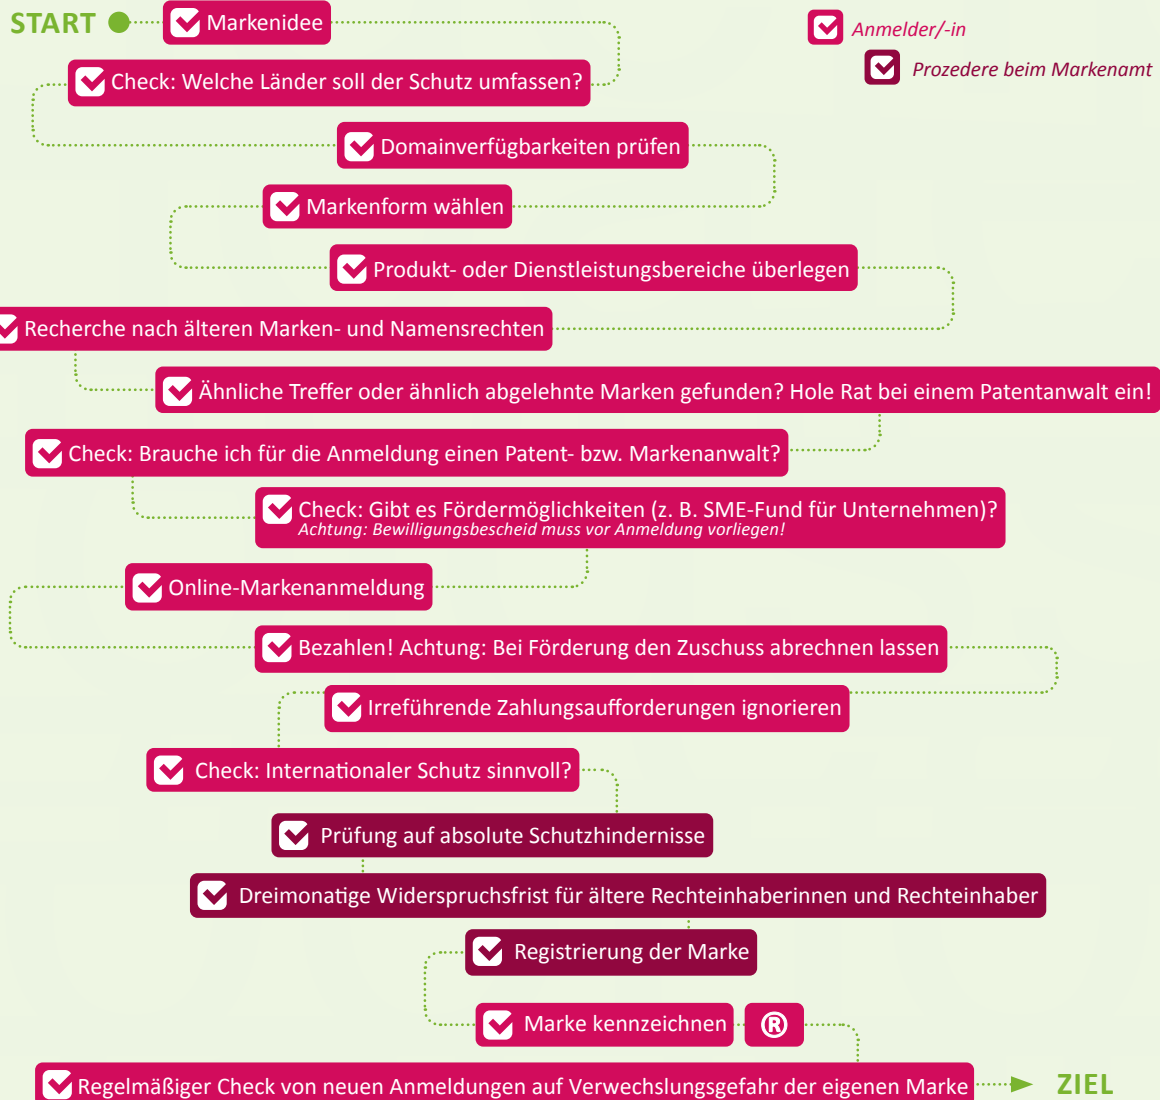 START
Markenidee
Anmelder/-in
Prozedere beim Markenamt
Check: Welche Länder soll der Schutz umfassen?
Domainverfügbarkeiten prüfen
Markenform wählen
Produkt- oder Dienstleistungsbereiche überlegen
Recherche nach älteren Marken- und Namensrechten
Ähnliche Treffer oder ähnlich abgelehnte Marken gefunden? Hole Rat bei einem Patentanwalt ein!
Check: Brauche ich für die Anmeldung einen Patent- bzw. Markenanwalt?
Check: Gibt es Fördermöglichkeiten (z. B. SME-Fund für Unternehmen)?
Achtung: Bewilligungsbescheid muss vor Anmeldung vorliegen!
Online-Markenanmeldung
Bezahlen! Achtung: Bei Förderung den Zuschuss abrechnen lassen
Irreführende Zahlungsaufforderungen ignorieren
Check: Internationaler Schutz sinnvoll?
Prüfung auf absolute Schutzhindernisse
Dreimonatige Widerspruchsfrist für ältere Rechteinhaberinnen und Rechteinhaber
Registrierung der Marke
Marke kennzeichnen ®
Regelmäßiger Check von neuen Anmeldungen auf Verwechslungsgefahr der eigenen Marke
ZIEL